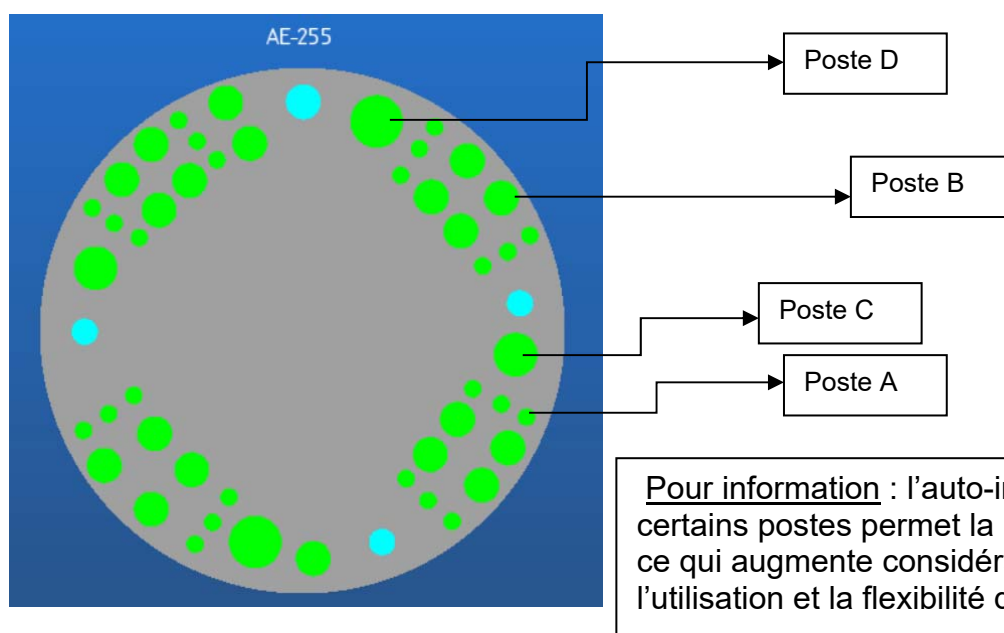 AE-255
Poste D
Poste B
Poste C
Poste A
Pour information : l’auto-i
certains postes permet la
ce qui augmente considér
l’utilisation et la flexibilité